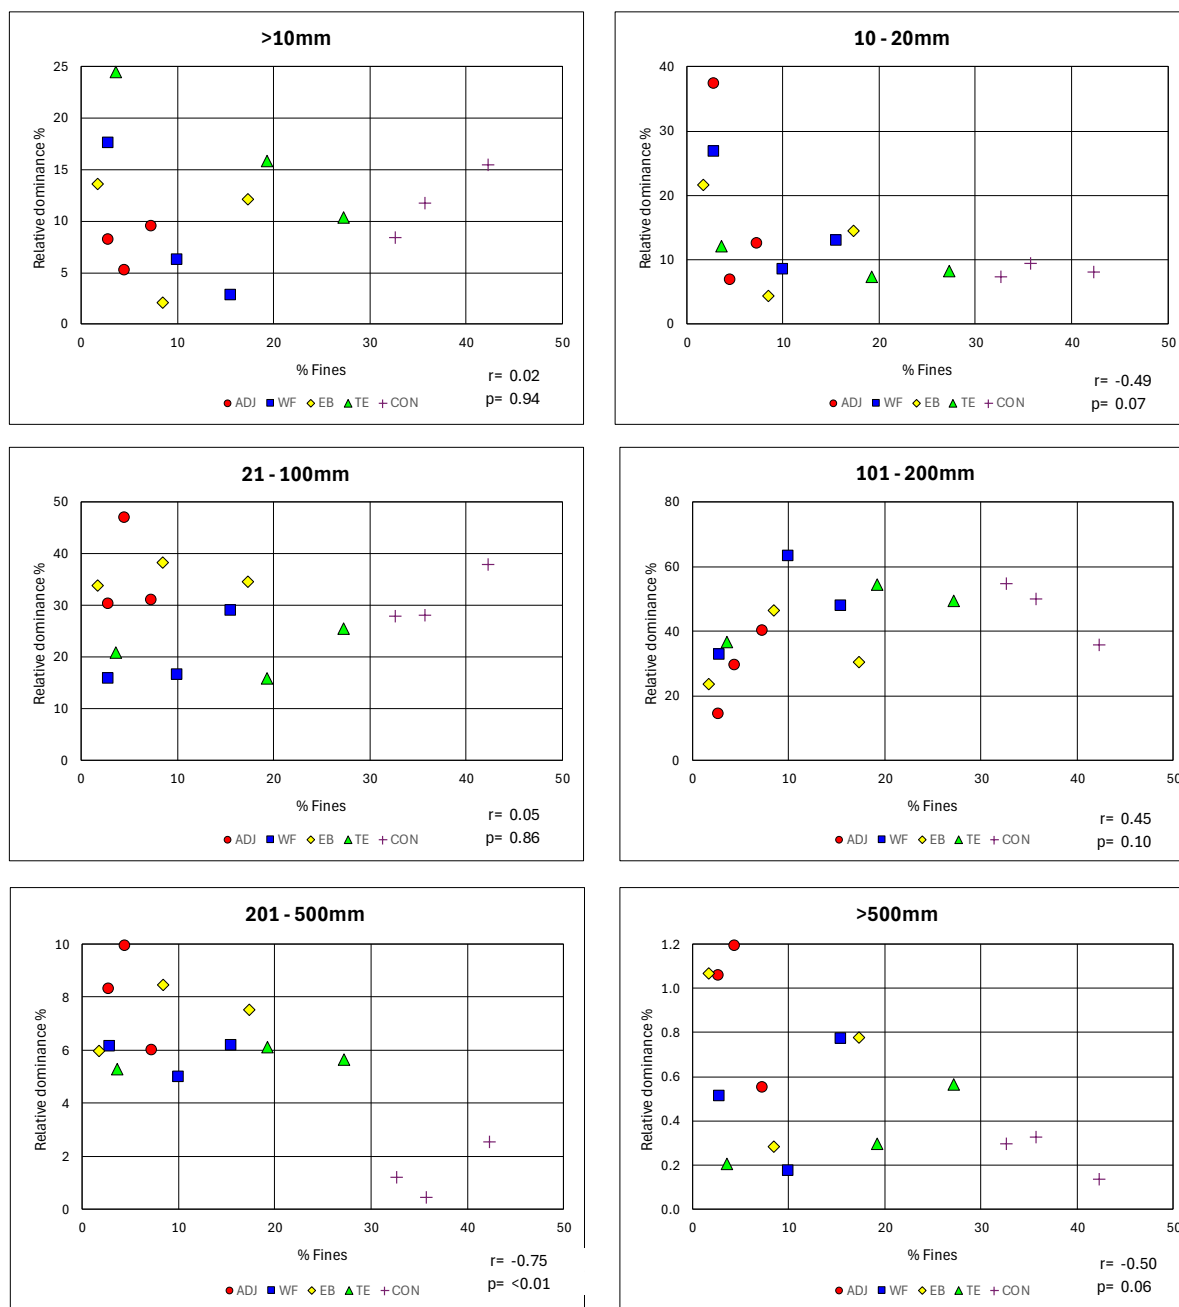 >10mm
25
20
15
10
5
0
Relative dominance %
0 10 20 30 40 50
% Fines
r= 0.02
p= 0.94
ADJ WF EB TE CON
10 - 20mm
40
30
20
10
0
Relative dominance %
0 10 20 30 40 50
% Fines
r= -0.49
p= 0.07
ADJ WF EB TE CON
21 - 100mm
50
40
30
20
10
0
Relative dominance %
0 10 20 30 40 50
% Fines
r= 0.05
p= 0.86
ADJ WF EB TE CON
101 - 200mm
80
60
40
20
0
Relative dominance %
0 10 20 30 40 50
% Fines
r= 0.45
p= 0.10
ADJ WF EB TE CON
201 - 500mm
10
8
6
4
2
0
Relative dominance %
0 10 20 30 40 50
% Fines
r= -0.75
p= <0.01
ADJ WF EB TE CON
>500mm
1.2
1.0
0.8
0.6
0.4
0.2
0.0
Relative dominance %
0 10 20 30 40 50
% Fines
r= -0.50
p= 0.06
ADJ WF EB TE CON